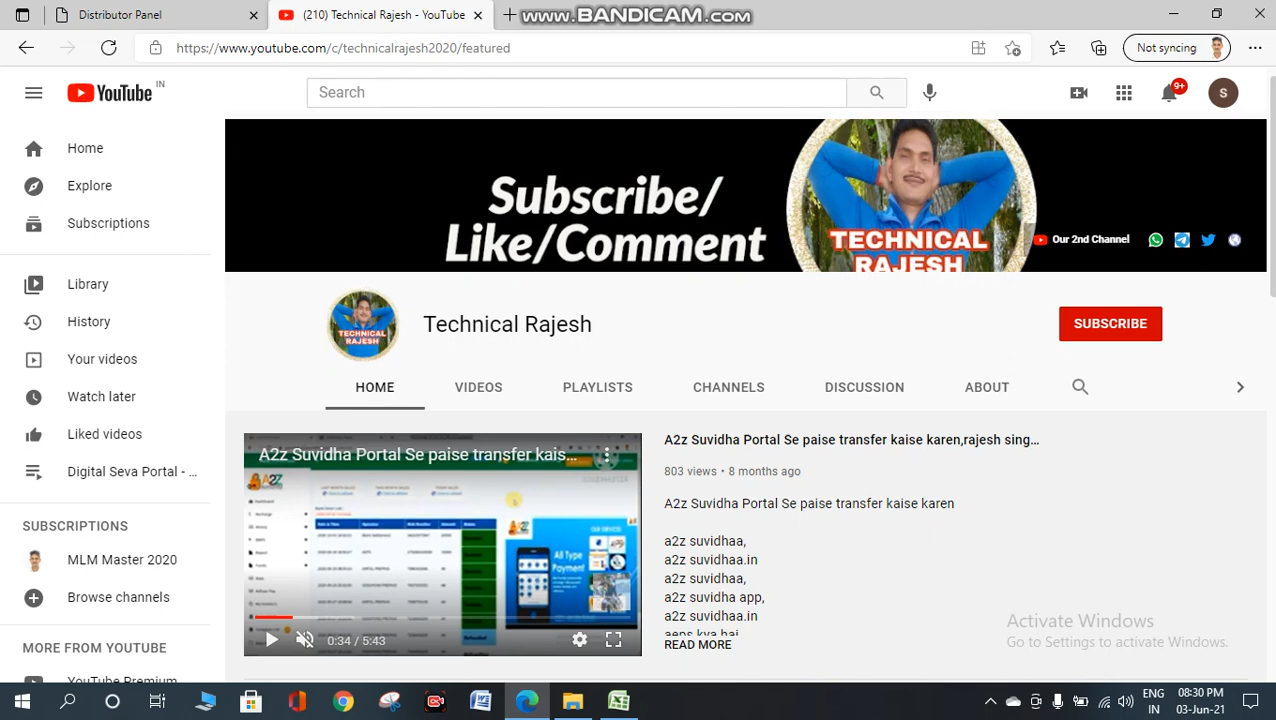 Distributor Panel
(210) Technical Rajesh - YouTube
www.BANDICAM.com
https://www.youtube.com/c/technicalrajesh2020/featured
Not syncing
YouTube IN
Search
9+
S
Home
Explore
Subscriptions
Library
History
Your videos
Watch later
Liked videos
Digital Seva Portal - ...
SUBSCRIPTIONS
MLM Master 2020
Browse channels
MORE FROM YOUTUBE
YouTube Premium
Subscribe/
Like/Comment
TECHNICAL
RAJESH
Our 2nd Channel
TECHNICAL
RAJESH
Technical Rajesh
SUBSCRIBE
HOME
VIDEOS
PLAYLISTS
CHANNELS
DISCUSSION
ABOUT
A2z Suvidha Portal Se paise transfer kais...
All Type
Payment
0:34 / 5:43
A2z Suvidha Portal Se paise transfer kaise karen,rajesh sing...
803 views • 8 months ago
A2z Suvidha Portal Se paise transfer kaise karen
a2z suvidhaa,
a2z suvidhaa.in
a2z suvidhaa,
a2z suvidha app,
a2z suvidhaa.in
aeps kya hai
READ MORE
Activate Windows
Go to Settings to activate Windows.
ENG
IN
08:30 PM
03-Jun-21